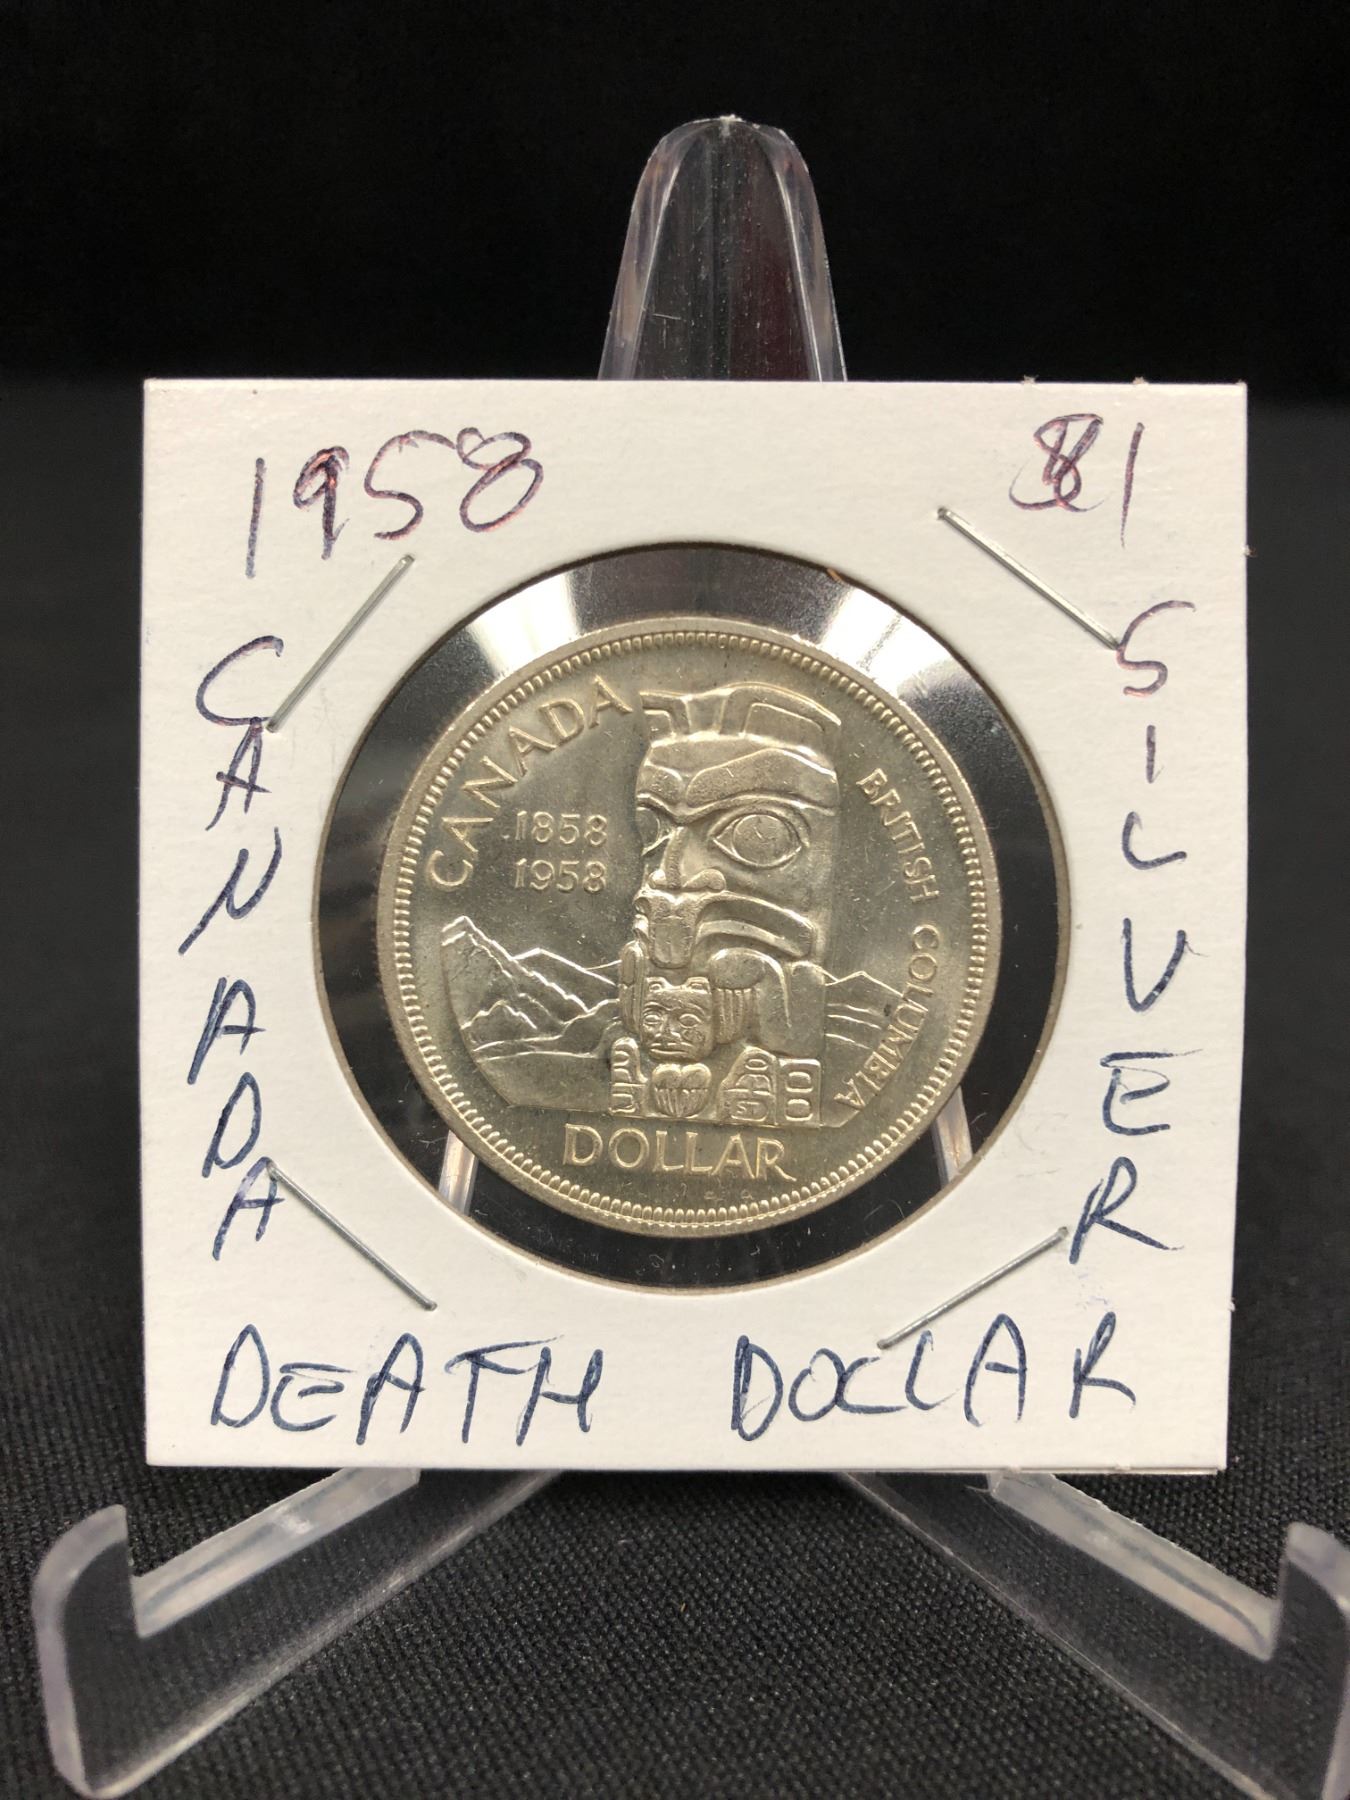 1958 $1
CANADA
SILVER
CANADA
1858
1958
BRITISH COLUMBIA
DOLLAR
DEATH DOLLAR